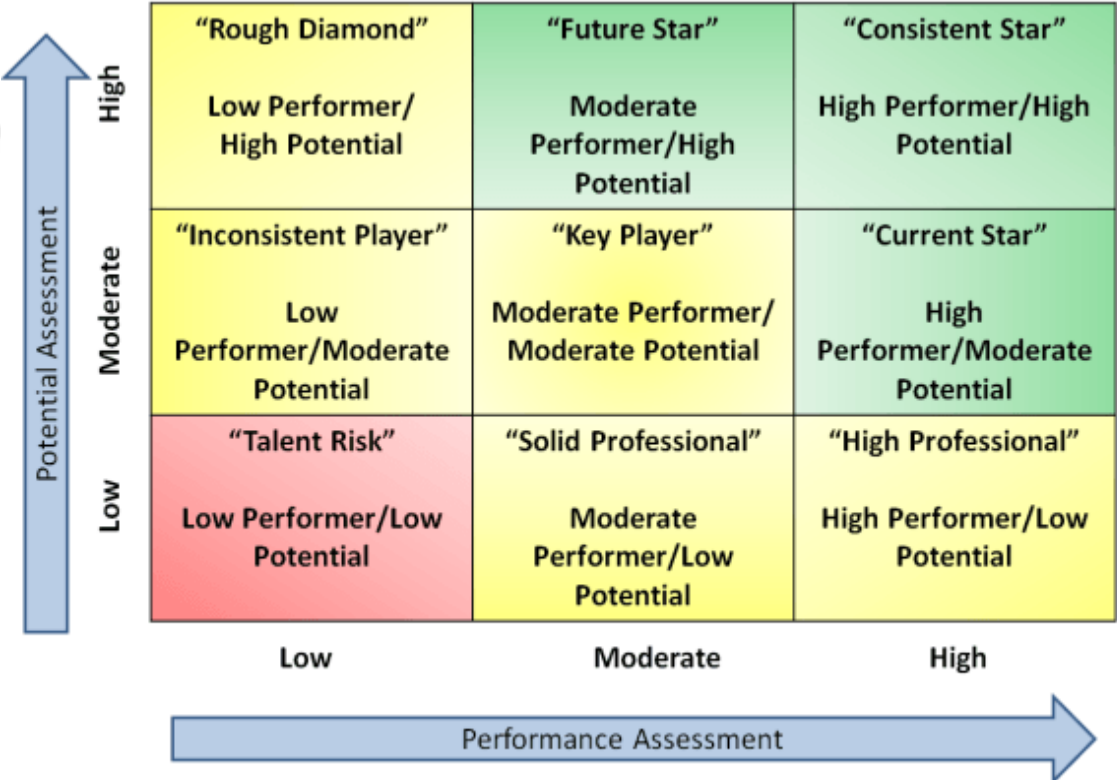 “Rough Diamond”
Low Performer/
High Potential
“Future Star”
Moderate
Performer/High
Potential
“Consistent Star”
High Performer/High
Potential
“Inconsistent Player”
Low
Performer/Moderate
Potential
“Key Player”
Moderate Performer/
Moderate Potential
“Current Star”
High
Performer/Moderate
Potential
“Talent Risk”
Low Performer/Low
Potential
“Solid Professional”
Moderate
Performer/Low
Potential
“High Professional”
High Performer/Low
Potential
High
Moderate
Low
Potential Assessment
Low
Moderate
High
Performance Assessment